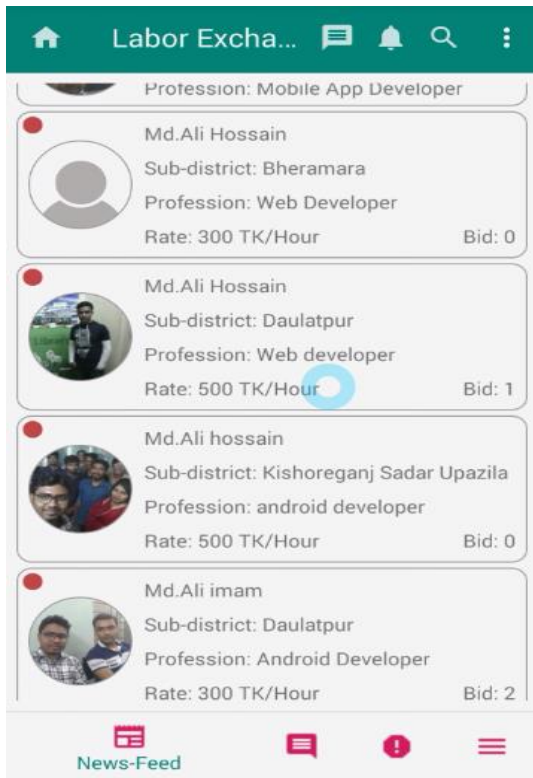 Labor Excha...
Profession: Mobile App Developer
Md.Ali Hossain
Sub-district: Bheramara
Profession: Web Developer
Rate: 300 TK/Hour Bid: 0
Md.Ali Hossain
Sub-district: Daulatpur
Profession: Web developer
Rate: 500 TK/Hour Bid: 1
Md.Ali hossain
Sub-district: Kishoreganj Sadar Upazila
Profession: android developer
Rate: 500 TK/Hour Bid: 0
Md.Ali imam
Sub-district: Daulatpur
Profession: Android Developer
Rate: 300 TK/Hour Bid: 2
News-Feed